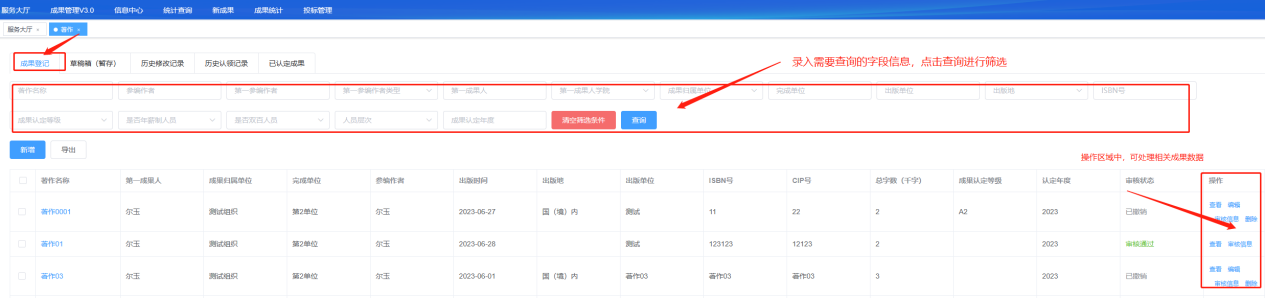 服务大厅 成果管理V3.0 信息中心 统计查询 新成果 成果统计 投标管理
服务大厅 × 著作 ×
成果登记 草稿箱（暂存） 历史修改记录 历史认领记录 已认定成果
录入需要查询的字段信息，点击查询进行筛选
著作名称 参编作者 第一参编作者 第一参编作者类型 第一成果人 第一成果人学院 成果归属单位 完成单位 出版单位 出版地 ISBN号
成果认定等级 是否年薪制人员 是否双百人员 人员层次 成果认定年度 清空筛选条件 查询
新增 导出
操作区域中，可处理相关成果数据
著作名称 第一成果人 成果归属单位 完成单位 参编作者 出版时间 出版地 出版单位 ISBN号 CIP号 总字数（千字） 成果认定等级 认定年度 审核状态 操作
著作0001 尔玉 测试组织 第2单位 尔玉 2023-06-27 国（境）内 测试 11 22 2 A2 2023 已撤销 查看 编辑
审核信息 删除
著作01 尔玉 测试组织 第2单位 尔玉 2023-06-28 测试 123123 12123 2 2023 审核通过 查看 审核信息
著作03 尔玉 测试组织 第2单位 尔玉 2023-06-01 国（境）内 著作03 著作03 著作03 3 2023 已撤销 查看 编辑
审核信息 删除